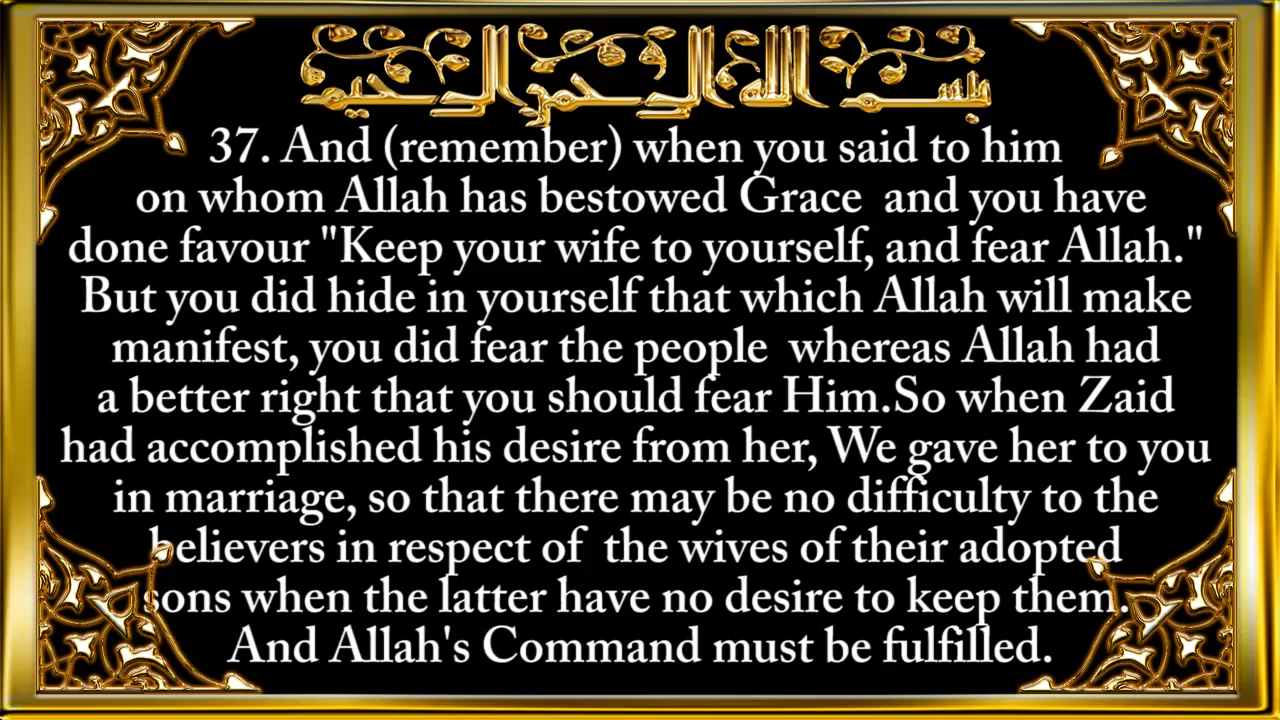 بسم الله الرحمن الرحيم
37. And (remember) when you said to him
on whom Allah has bestowed Grace  and you have
done favour "Keep your wife to yourself, and fear Allah."
But you did hide in yourself that which Allah will make
manifest, you did fear the people  whereas Allah had
a better right that you should fear Him.So when Zaid
had accomplished his desire from her, We gave her to you
in marriage, so that there may be no difficulty to the
believers in respect of  the wives of their adopted
sons when the latter have no desire to keep them.
And Allah's Command must be fulfilled.